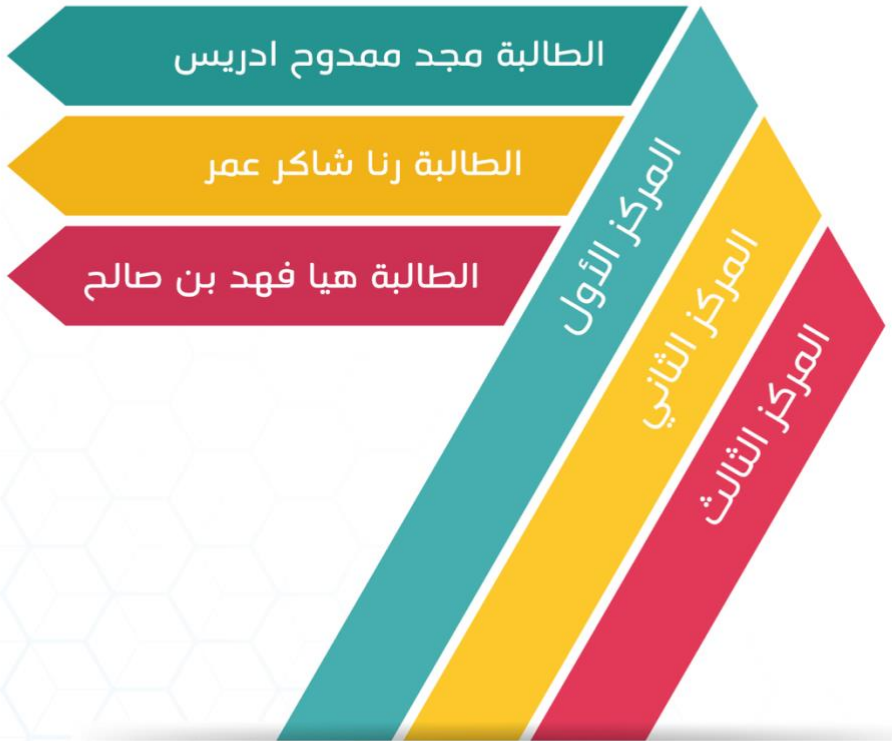 الطالبة مجد ممدوح ادريس
الطالبة رنا شاكر عمر
الطالبة هيا فهد بن صالح
المركز الأول
المركز الثاني
المركز الثالث